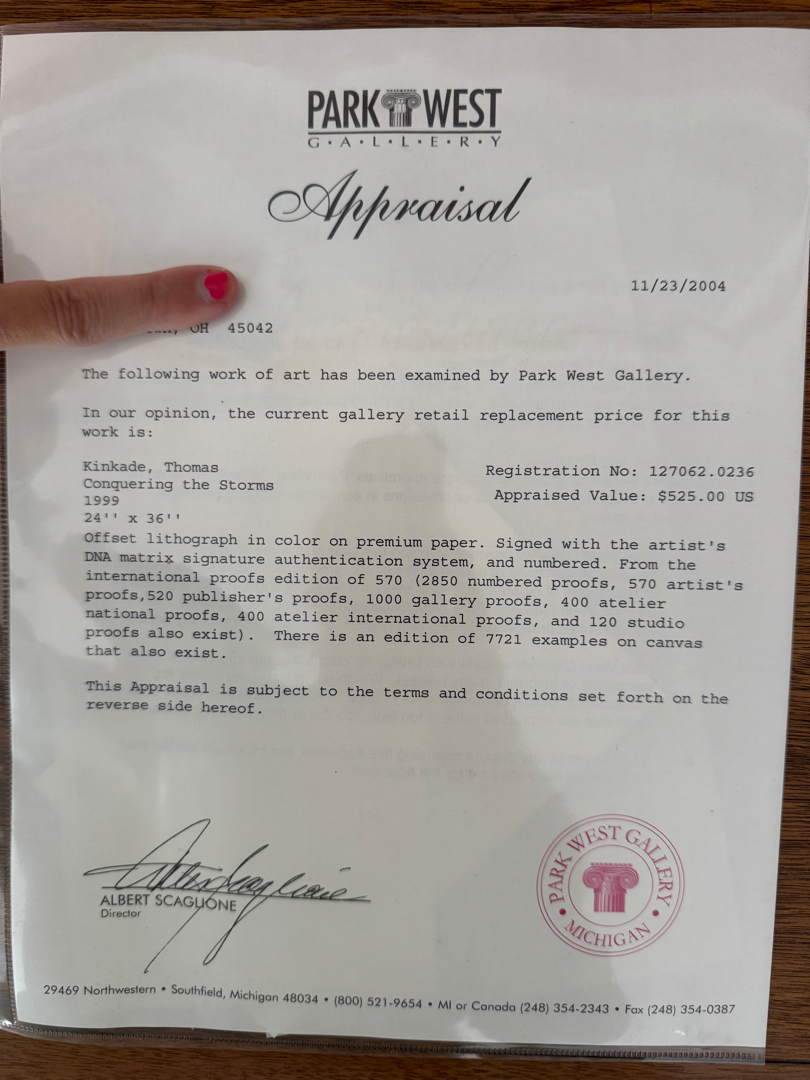 PARK WEST
G•A•L•L•E•R•Y
Appraisal
11/23/2004
OH 45042
The following work of art has been examined by Park West Gallery.
In our opinion, the current gallery retail replacement price for this
work is:
Kinkade, Thomas
Conquering the Storms
1999
24'' x 36''
Registration No: 127062.0236
Appraised Value: $525.00 US
Offset lithograph in color on premium paper. Signed with the artist's
DNA matrix signature authentication system, and numbered. From the
international proofs edition of 570 (2850 numbered proofs, 570 artist's
proofs,520 publisher's proofs, 1000 gallery proofs, 400 atelier
national proofs, 400 atelier international proofs, and 120 studio
proofs also exist). There is an edition of 7721 examples on canvas
that also exist.
This Appraisal is subject to the terms and conditions set forth on the
reverse side hereof.
ALBERT SCAGLIONE
Director
PARK WEST GALLERY
• MICHIGAN •
29469 Northwestern • Southfield, Michigan 48034 • (800) 521-9654 • MI or Canada (248) 354-2343 • Fax (248) 354-0387